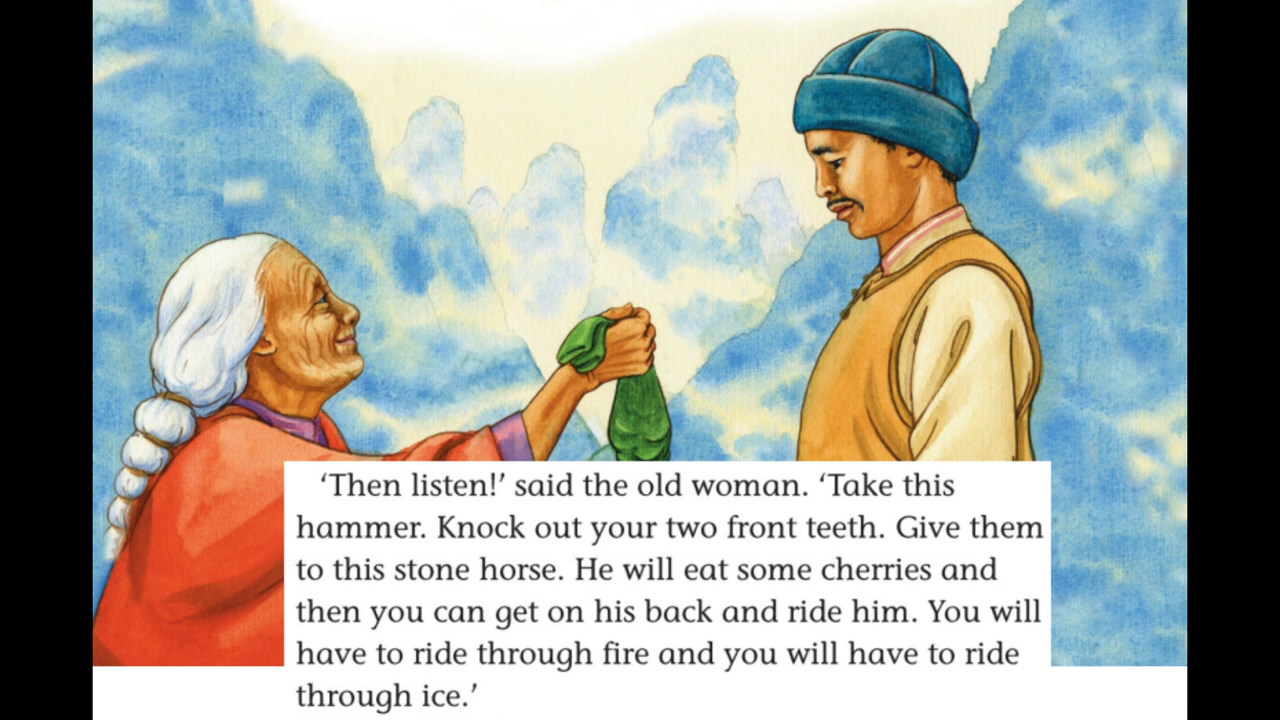 ‘Then listen!’ said the old woman. ‘Take this
hammer. Knock out your two front teeth. Give them
to this stone horse. He will eat some cherries and
then you can get on his back and ride him. You will
have to ride through fire and you will have to ride
through ice.’